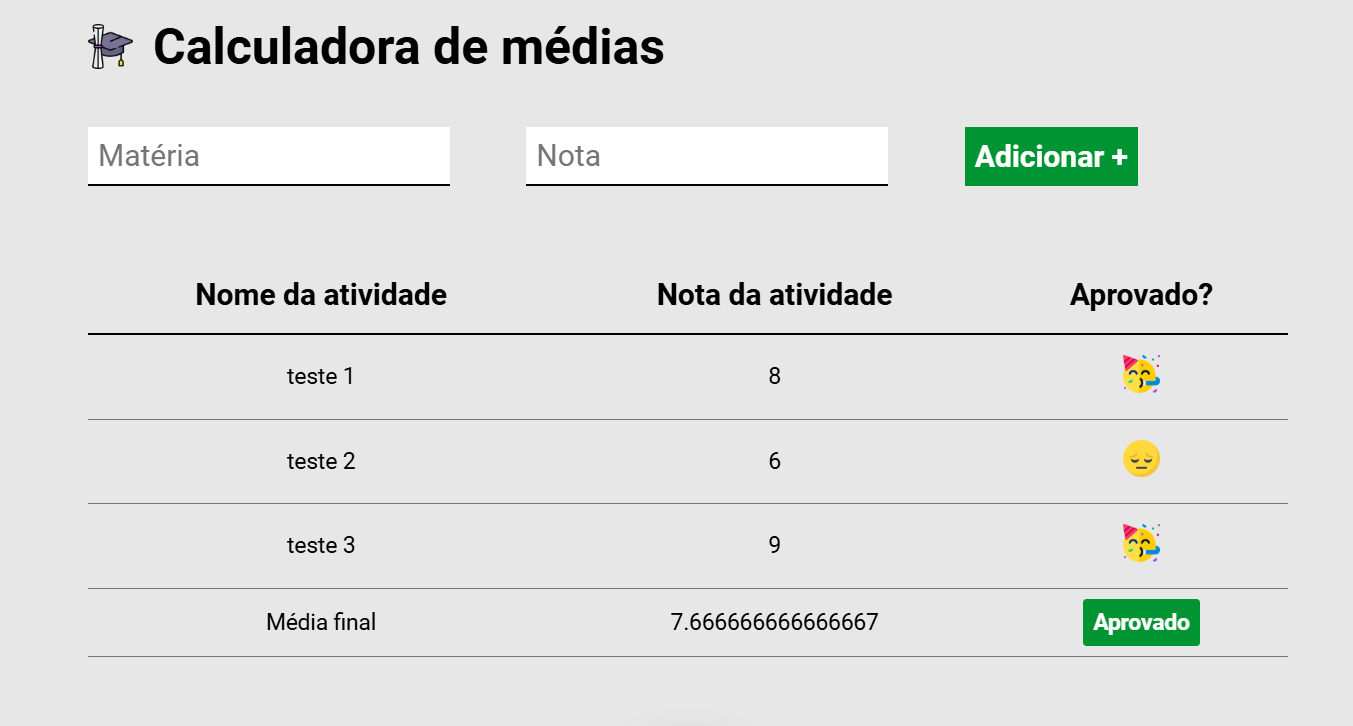 Calculadora de médias
Matéria Nota Adicionar +
Nome da atividade Nota da atividade Aprovado?
teste 1 8
teste 2 6
teste 3 9
Média final 7.666666666666667 Aprovado